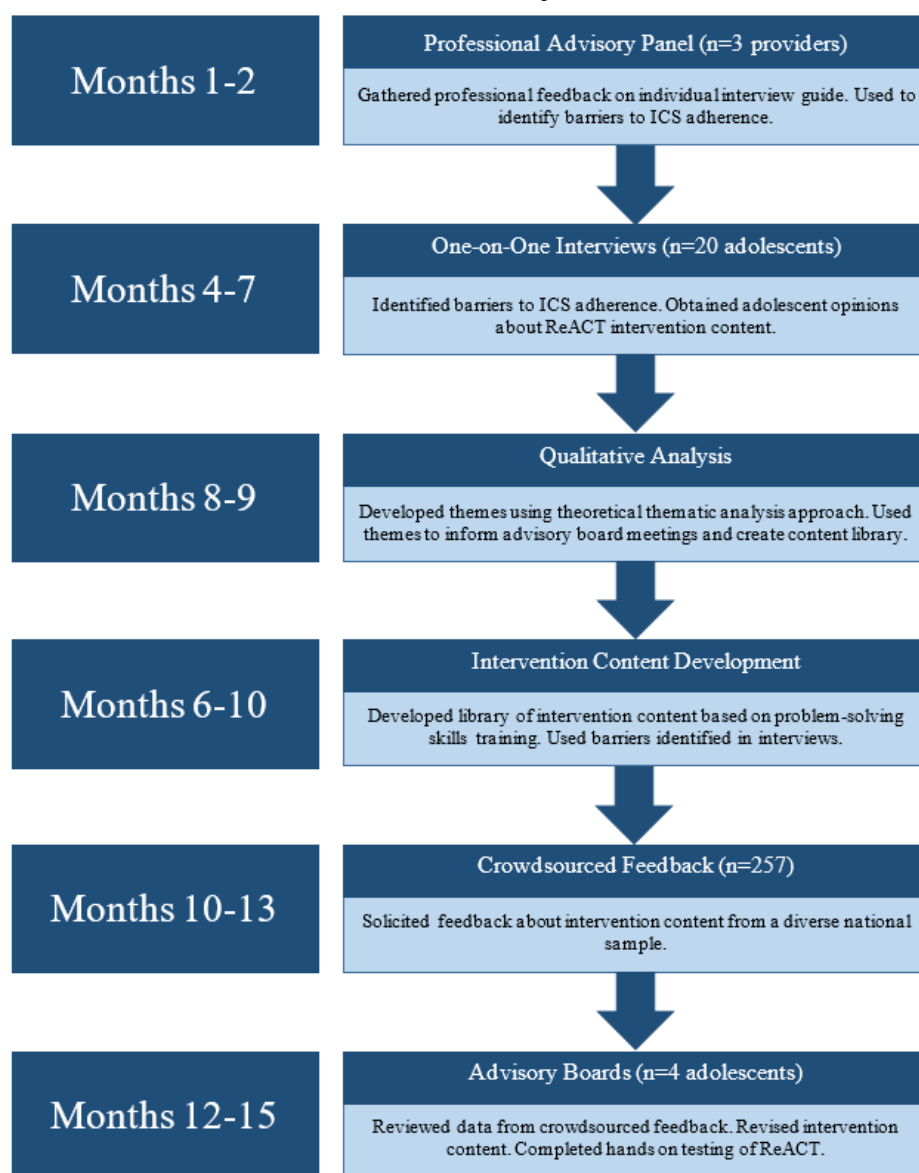 Months 1-2
Professional Advisory Panel (n=3 providers)
Gathered professional feedback on individual interview guide. Used to
identify barriers to ICS adherence.
Months 4-7
One-on-One Interviews (n=20 adolescents)
Identified barriers to ICS adherence. Obtained adolescent opinions
about ReACT intervention content.
Months 8-9
Qualitative Analysis
Developed themes using theoretical thematic analysis approach. Used
themes to inform advisory board meetings and create content library.
Months 6-10
Intervention Content Development
Developed library of intervention content based on problem-solving
skills training. Used barriers identified in interviews.
Months 10-13
Crowdsourced Feedback (n=257)
Solicited feedback about intervention content from a diverse national
sample.
Months 12-15
Advisory Boards (n=4 adolescents)
Reviewed data from crowdsourced feedback. Revised intervention
content. Completed hands on testing of ReACT.